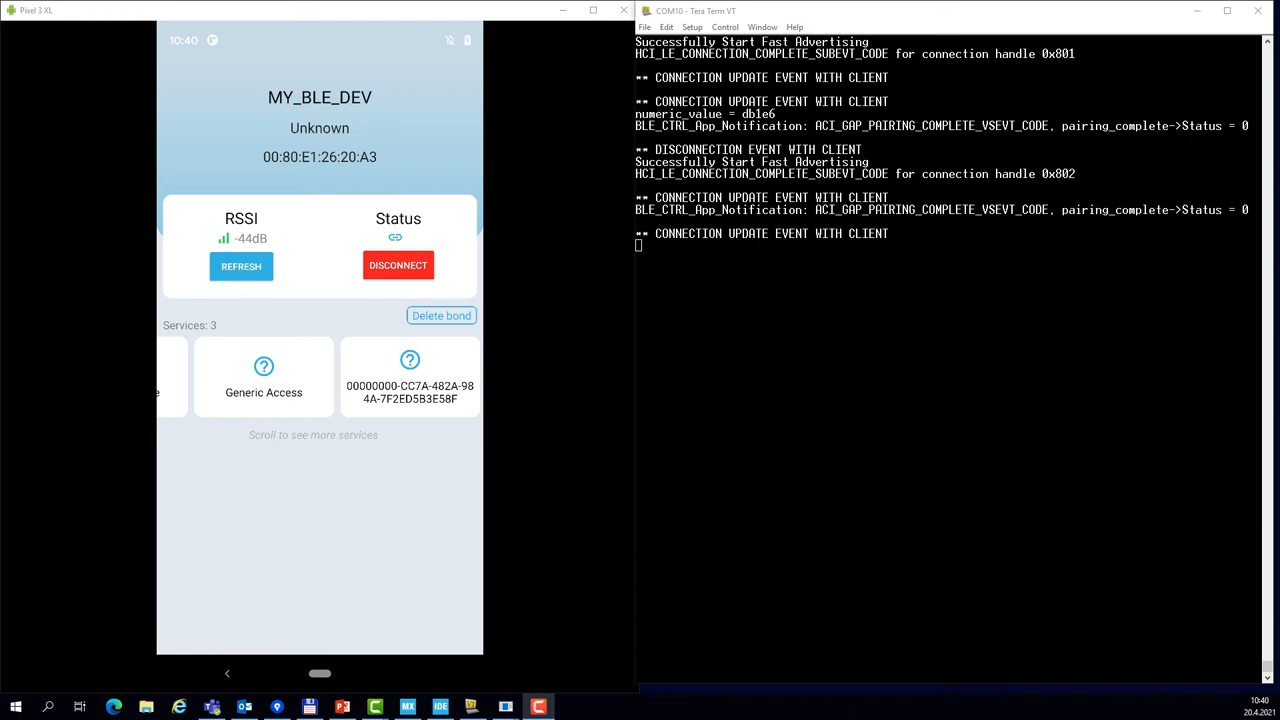 Pixel 3 XL
10:40
MY_BLE_DEV
Unknown
00:80:E1:26:20:A3
RSSI
Status
-44dB
REFRESH
DISCONNECT
Delete bond
Services: 3
e
Generic Access
00000000-CC7A-482A-98
4A-7F2ED5B3E58F
Scroll to see more services
COM10 - Tera Term VT
File Edit Setup Control Window Help
Successfully Start Fast Advertising
HCI_LE_CONNECTION_COMPLETE_SUBEVT_CODE for connection handle 0x801
** CONNECTION UPDATE EVENT WITH CLIENT
** CONNECTION UPDATE EVENT WITH CLIENT
numeric_value = db1e6
BLE_CTRL_App_Notification: ACI_GAP_PAIRING_COMPLETE_VSEVT_CODE, pairing_complete->Status = 0
** DISCONNECTION EVENT WITH CLIENT
Successfully Start Fast Advertising
HCI_LE_CONNECTION_COMPLETE_SUBEVT_CODE for connection handle 0x802
** CONNECTION UPDATE EVENT WITH CLIENT
BLE_CTRL_App_Notification: ACI_GAP_PAIRING_COMPLETE_VSEVT_CODE, pairing_complete->Status = 0
** CONNECTION UPDATE EVENT WITH CLIENT
MX
IDE
10:40
20.4.2021